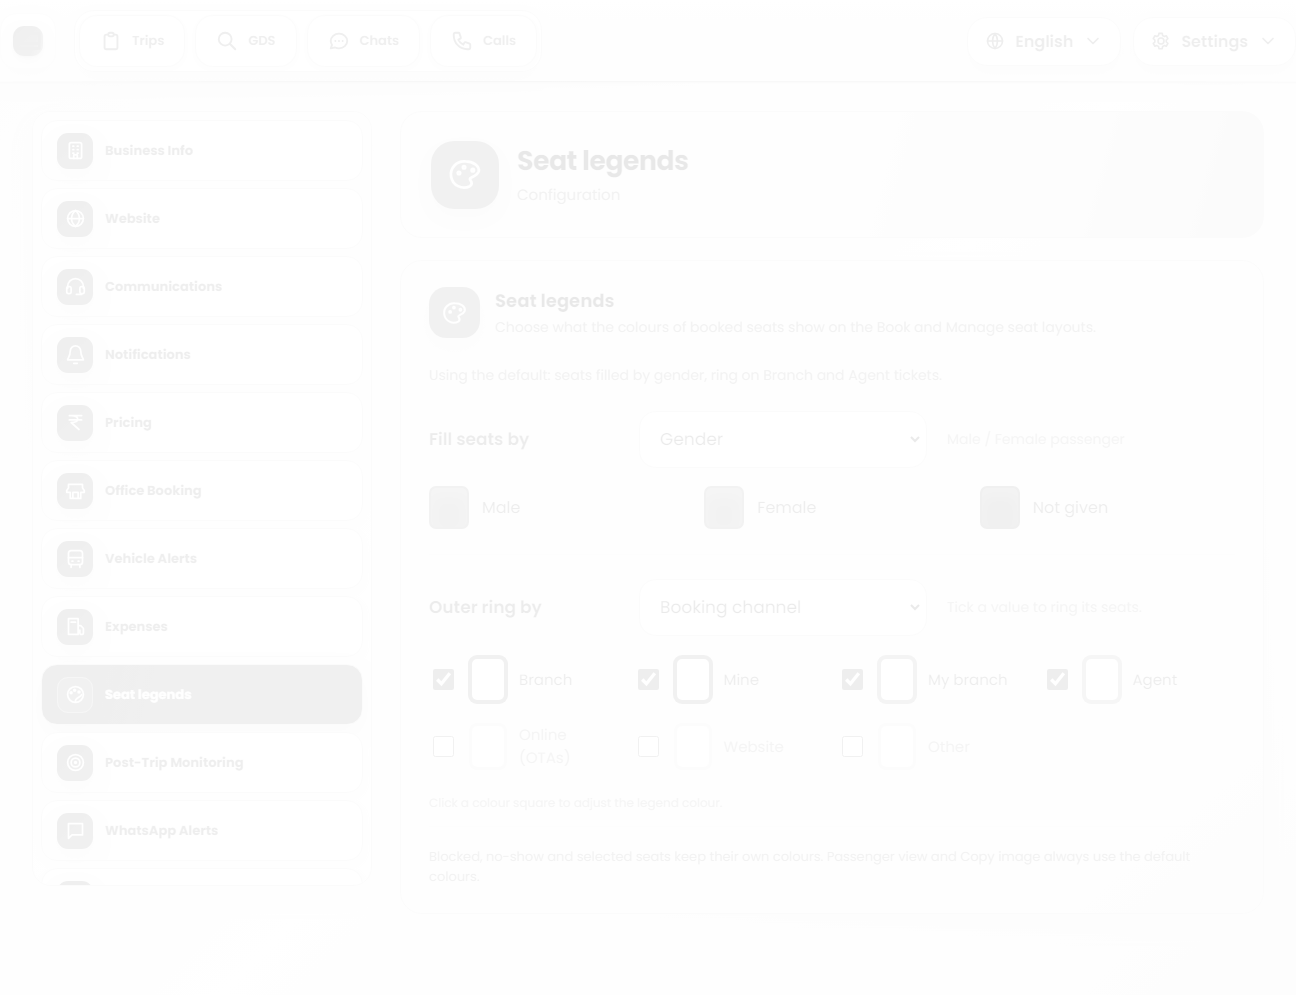 Trips
GDS
Chats
Calls
English
Settings
Business Info
Website
Communications
Notifications
Pricing
Office Booking
Vehicle Alerts
Expenses
Seat legends
Post-Trip Monitoring
WhatsApp Alerts
Seat legends
Configuration
Seat legends
Choose what the colours of booked seats show on the Book and Manage seat layouts.
Using the default: seats filled by gender, ring on Branch and Agent tickets.
Fill seats by
Gender
Male / Female passenger
Male
Female
Not given
Outer ring by
Booking channel
Tick a value to ring its seats.
Branch
Mine
My branch
Agent
Online
(OTAs)
Website
Other
Click a colour square to adjust the legend colour.
Blocked, no-show and selected seats keep their own colours. Passenger view and Copy image always use the default
colours.